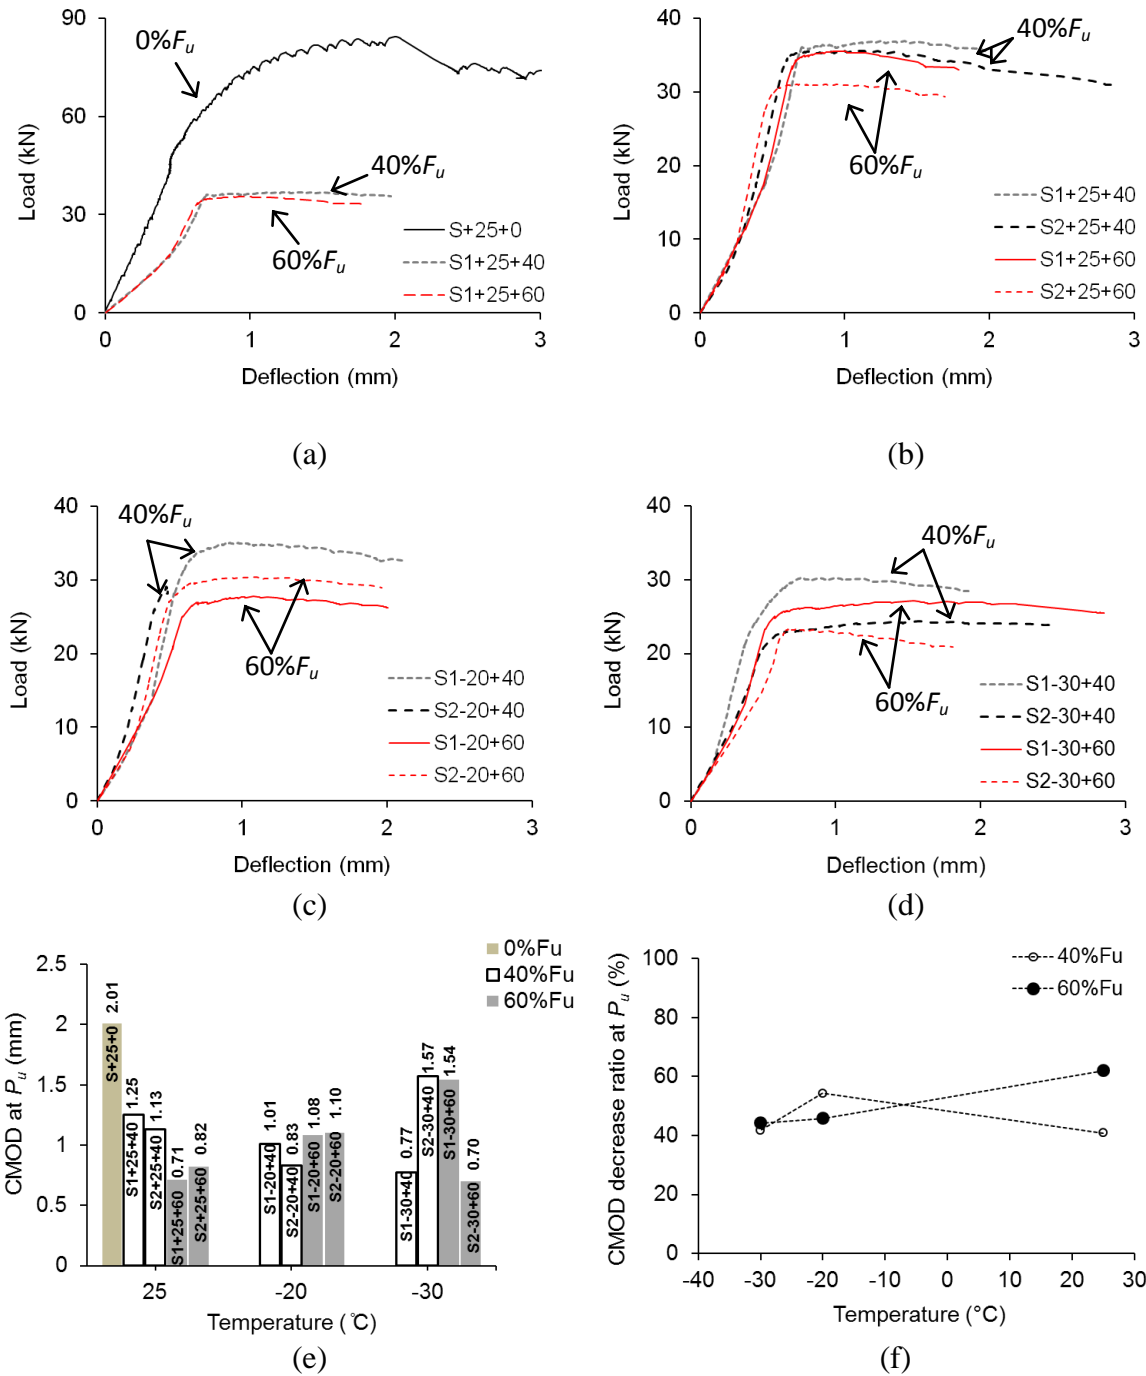 90
60
30
0
Load (kN)
0%Fu
40%Fu
60%Fu
S+25+0
S1+25+40
S1+25+60
0 1 2 3
Deflection (mm)
(a)
40
30
20
10
0
Load (kN)
40%Fu
60%Fu
S1+25+40
S2+25+40
S1+25+60
S2+25+60
0 1 2 3
Deflection (mm)
(b)
40
30
20
10
0
Load (kN)
40%Fu
60%Fu
S1-20+40
S2-20+40
S1-20+60
S2-20+60
0 1 2 3
Deflection (mm)
(c)
40
30
20
10
0
Load (kN)
40%Fu
60%Fu
S1-30+40
S2-30+40
S1-30+60
S2-30+60
0 1 2 3
Deflection (mm)
(d)
0%Fu
40%Fu
60%Fu
2.5
2
1.5
1
0.5
0
CMOD at Pu (mm)
S+25+0 2.01
S1+25+40 1.25
S2+25+40 1.13
S1+25+60 0.71
S2+25+60 0.82
S1-20+40 1.01
S2-20+40 0.83
S1-20+60 1.08
S2-20+60 1.10
S1-30+40 0.77
S2-30+40 1.57
S1-30+60 1.54
S2-30+60 0.70
25 -20 -30
Temperature (℃)
(e)
40%Fu
60%Fu
100
80
60
40
20
0
CMOD decrease ratio at Pu (%)
-40 -30 -20 -10 0 10 20 30
Temperature (°C)
(f)